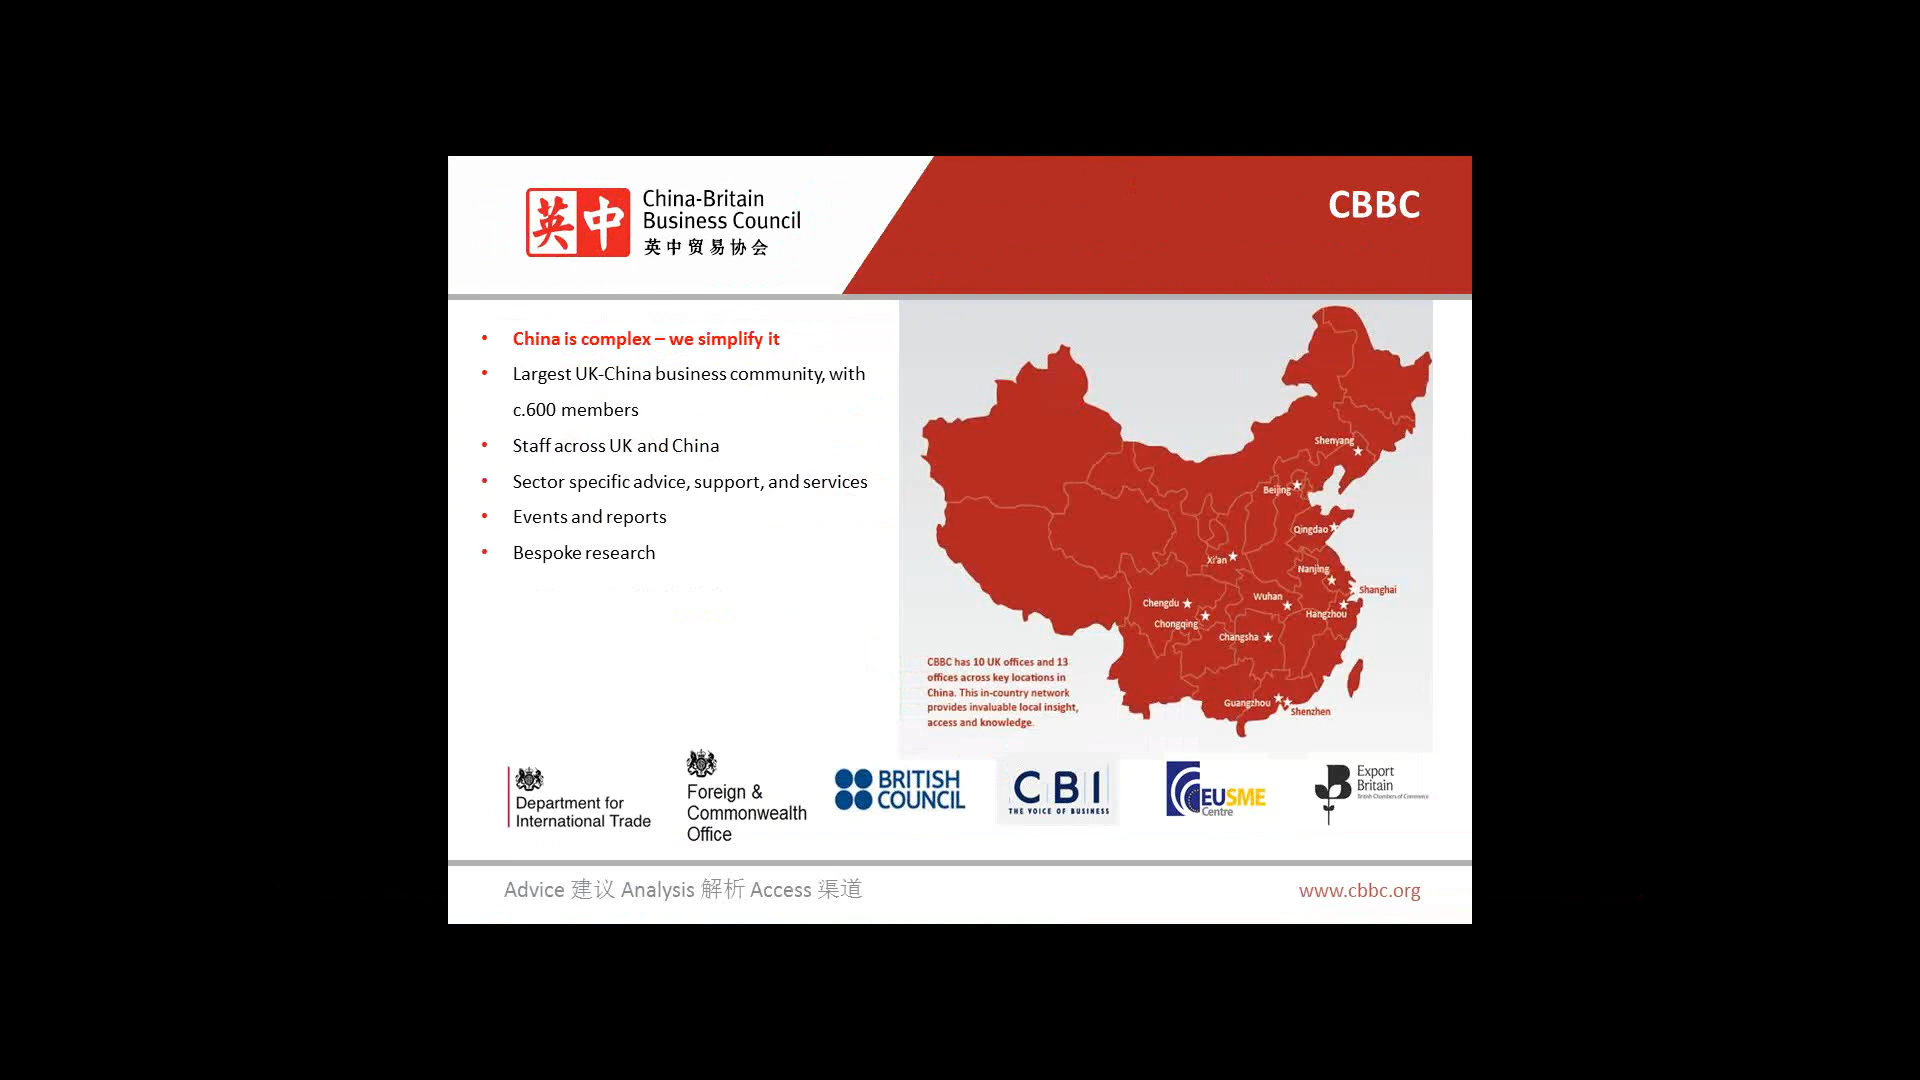 英中
China-Britain
Business Council
英中贸易协会
CBBC
• China is complex – we simplify it
• Largest UK-China business community, with
c.600 members
• Staff across UK and China
• Sector specific advice, support, and services
• Events and reports
• Bespoke research
Shenyang
Beijing
Qingdao
Xi'an
Nanjing
Shanghai
Chengdu
Wuhan
Hangzhou
Chongqing
Changsha
Guangzhou
Shenzhen
CBBC has 10 UK offices and 13
offices across key locations in
China. This in-country network
provides invaluable local insight,
access and knowledge.
Department for
International Trade
Foreign &
Commonwealth
Office
BRITISH
COUNCIL
CBI
THE VOICE OF BUSINESS
EUSME
Centre
Export
Britain
British Chambers of Commerce
Advice 建议 Analysis 解析 Access 渠道
www.cbbc.org